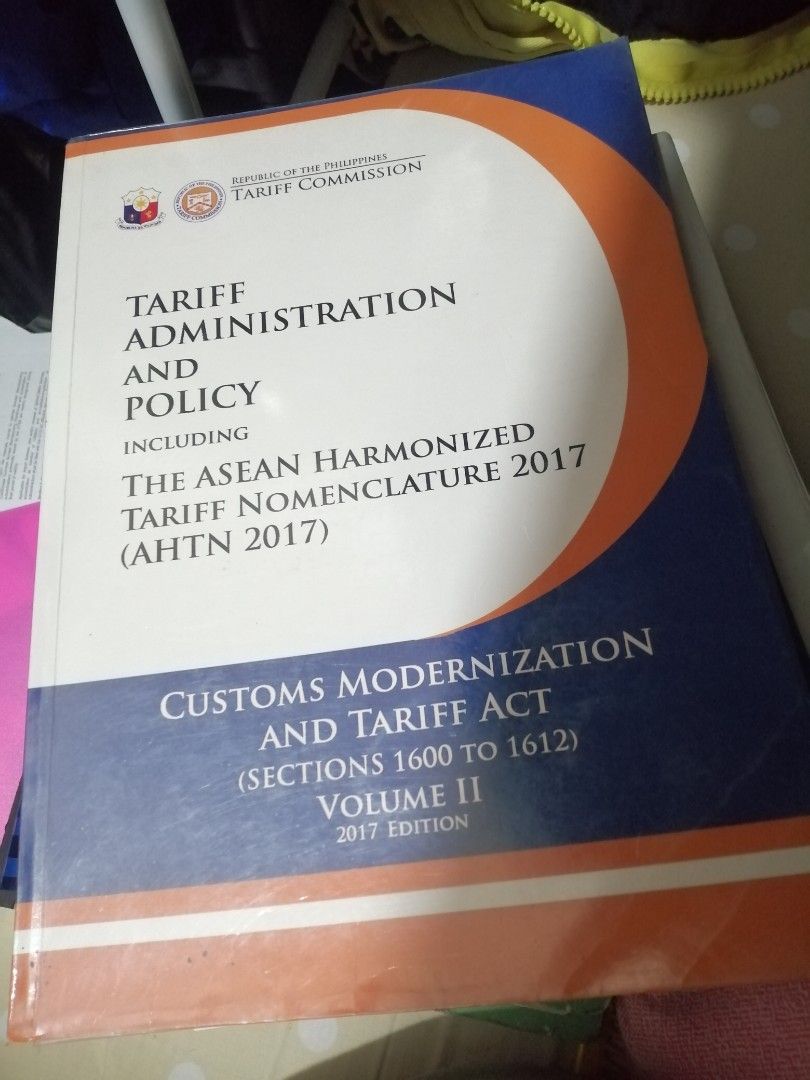 REPUBLIC OF THE PHILIPPINES
TARIFF COMMISSION
TARIFF
ADMINISTRATION
AND
POLICY
INCLUDING
THE ASEAN HARMONIZED
TARIFF NOMENCLATURE 2017
(AHTN 2017)
CUSTOMS MODERNIZATION
AND TARIFF ACT
(SECTIONS 1600 TO 1612)
VOLUME II
2017 EDITION